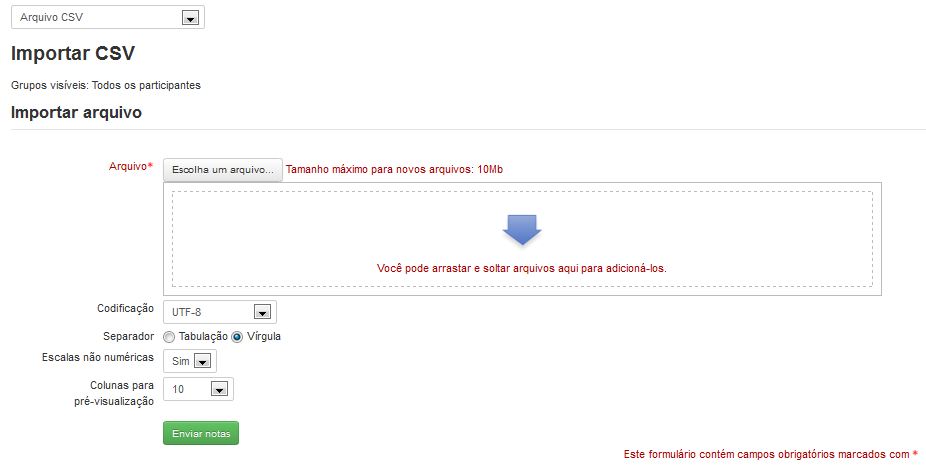 Arquivo CSV
Importar CSV
Grupos visíveis: Todos os participantes
Importar arquivo
Arquivo* Escolha um arquivo... Tamanho máximo para novos arquivos: 10Mb
Você pode arrastar e soltar arquivos aqui para adicioná-los.
Codificação UTF-8
Separador Tabulação Vírgula
Escalas não numéricas Sim
Colunas para 10
pré-visualização
Enviar notas
Este formulário contém campos obrigatórios marcados com *